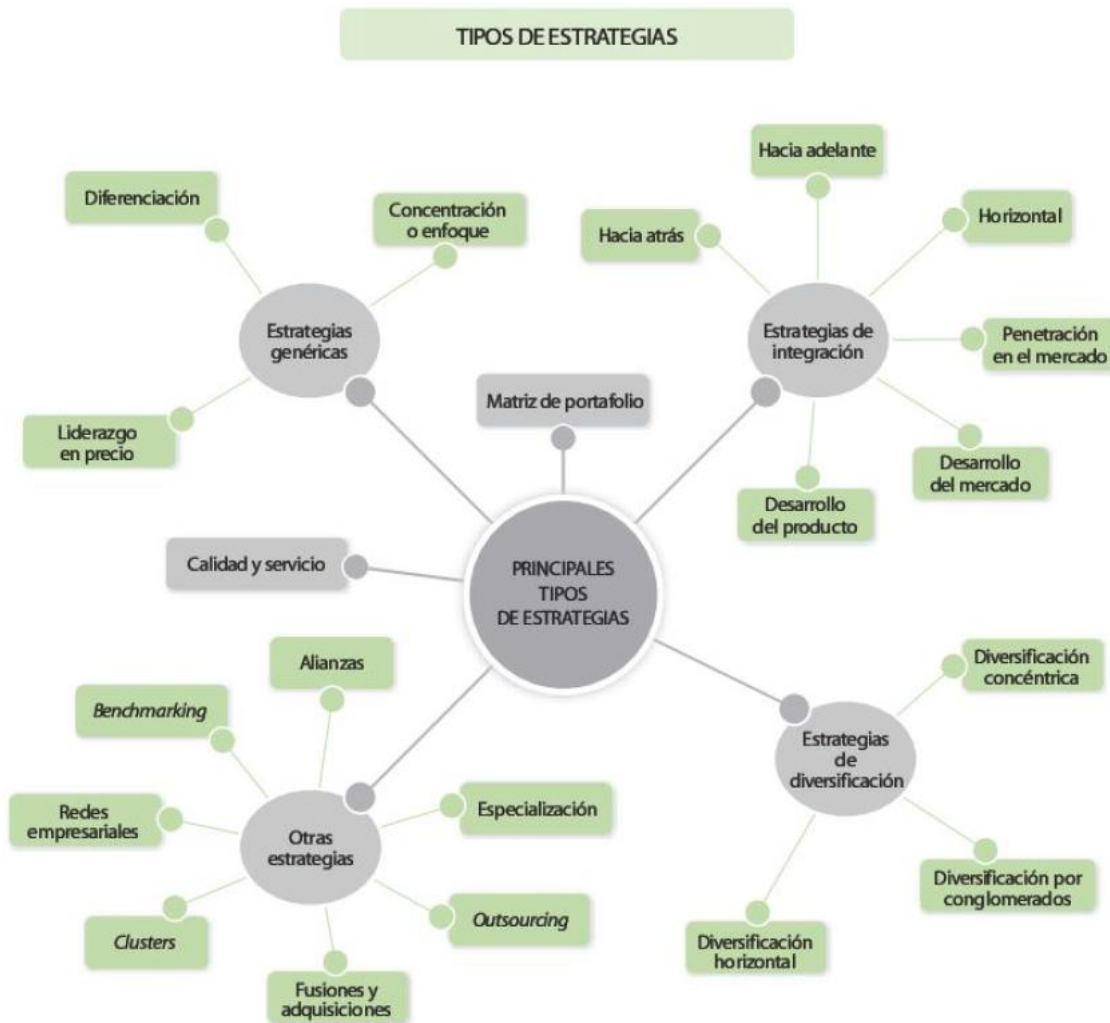 TIPOS DE ESTRATEGIAS
Diferenciación
Concentración
o enfoque
Estrategias
genéricas
Liderazgo
en precio
Hacia adelante
Hacia atrás
Horizontal
Estrategias de
integración
Penetración
en el mercado
Desarrollo
del mercado
Desarrollo
del producto
Matriz de portafolio
Calidad y servicio
PRINCIPALES
TIPOS
DE ESTRATEGIAS
Alianzas
Benchmarking
Redes
empresariales
Especialización
Otras
estrategias
Clusters
Outsourcing
Fusiones y
adquisiciones
Diversificación
concéntrica
Estrategias
de
diversificación
Diversificación por
conglomerados
Diversificación
horizontal